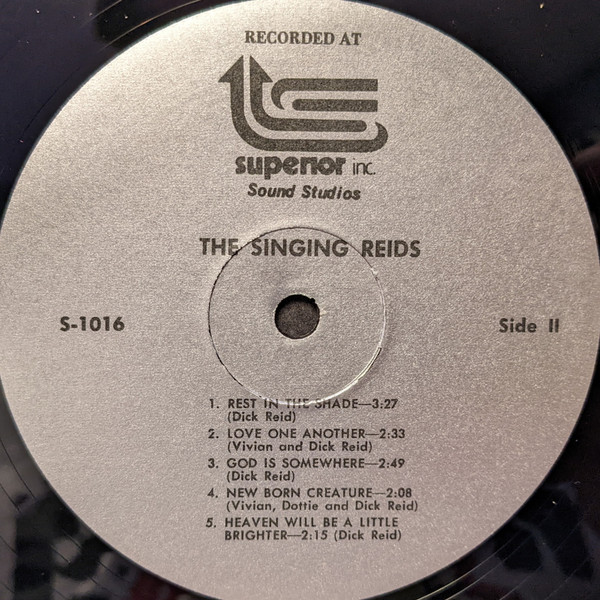 RECORDED AT
superior inc.
Sound Studios
THE SINGING REIDS
S-1016
Side II
1. REST IN THE SHADE—3:27
(Dick Reid)
2. LOVE ONE ANOTHER—2:33
(Vivian and Dick Reid)
3. GOD IS SOMEWHERE—2:49
(Dick Reid)
4. NEW BORN CREATURE—2:08
(Vivian, Dottie and Dick Reid)
5. HEAVEN WILL BE A LITTLE
BRIGHTER—2:15 (Dick Reid)